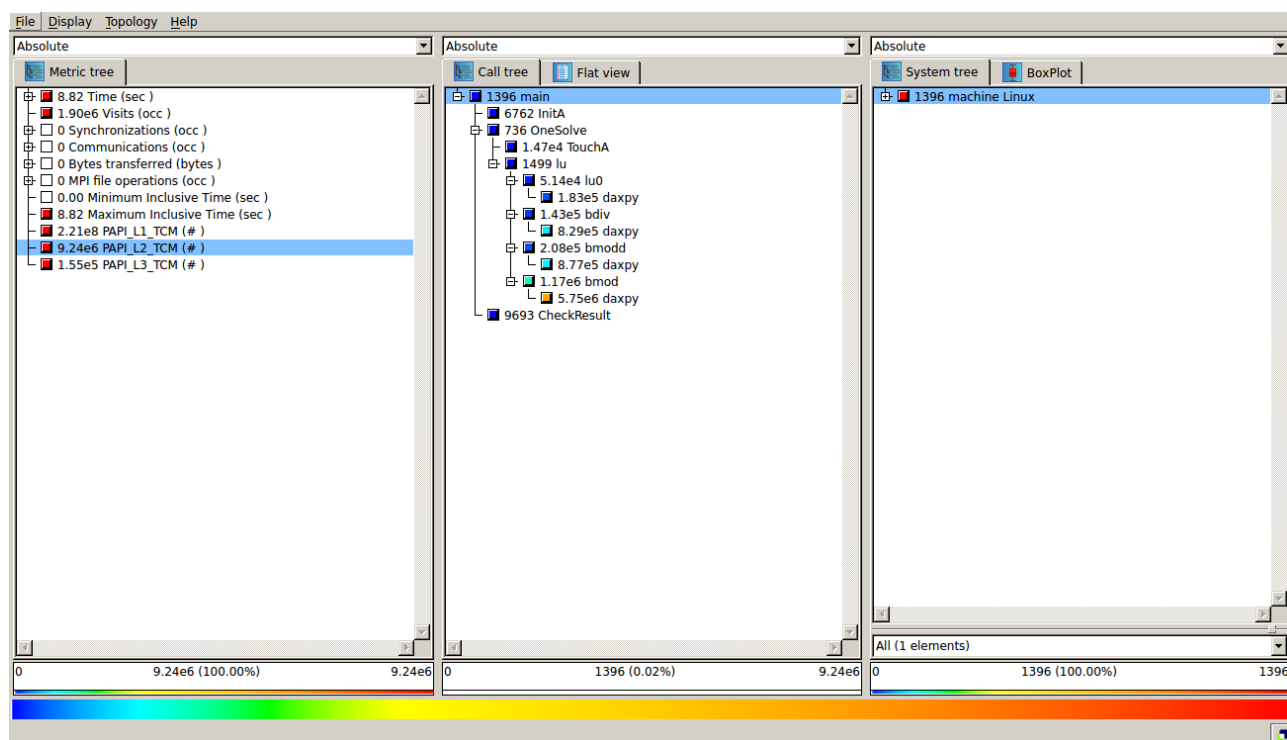 File Display Topology Help
Absolute
Metric tree
8.82 Time (sec )
1.90e6 Visits (occ )
0 Synchronizations (occ )
0 Communications (occ )
0 Bytes transferred (bytes )
0 MPI file operations (occ )
0.00 Minimum Inclusive Time (sec )
8.82 Maximum Inclusive Time (sec )
2.21e8 PAPI_L1_TCM (# )
9.24e6 PAPI_L2_TCM (# )
1.55e5 PAPI_L3_TCM (# )
0 9.24e6 (100.00%) 9.24e6
Absolute
Call tree Flat view
1396 main
6762 InitA
736 OneSolve
1.47e4 TouchA
1499 lu
5.14e4 lu0
1.83e5 daxpy
1.43e5 bdiv
8.29e5 daxpy
2.08e5 bmodd
8.77e5 daxpy
1.17e6 bmod
5.75e6 daxpy
9693 CheckResult
0 1396 (0.02%) 9.24e6
Absolute
System tree BoxPlot
1396 machine Linux
All (1 elements)
0 1396 (100.00%) 1396